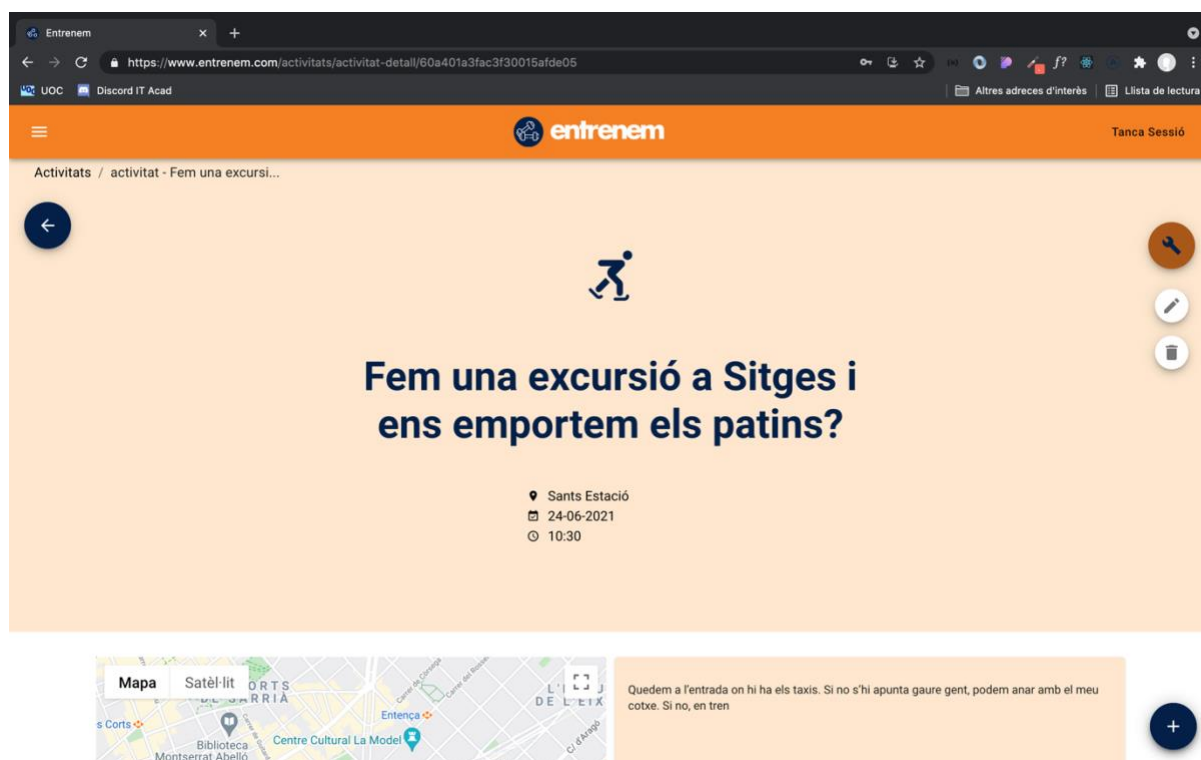 Entrenem
https://www.entrenem.com/activitats/activitat-detall/60a401a3fac3f30015afde05
UOC
Discord IT Acad
Altres adreces d'interès
Llista de lectura
entrenem
Tanca Sessió
Activitats / activitat - Fem una excursi...
Fem una excursió a Sitges i
ens emportem els patins?
Sants Estació
24-06-2021
10:30
Mapa
Satèl·lit
Quedem a l'entrada on hi ha els taxis. Si no s'hi apunta gaure gent, podem anar amb el meu
cotxe. Si no, en tren
s Corts
Entença
Centre Cultural La Model
Biblioteca
Montserrat Abelló
C/ d'Aragó